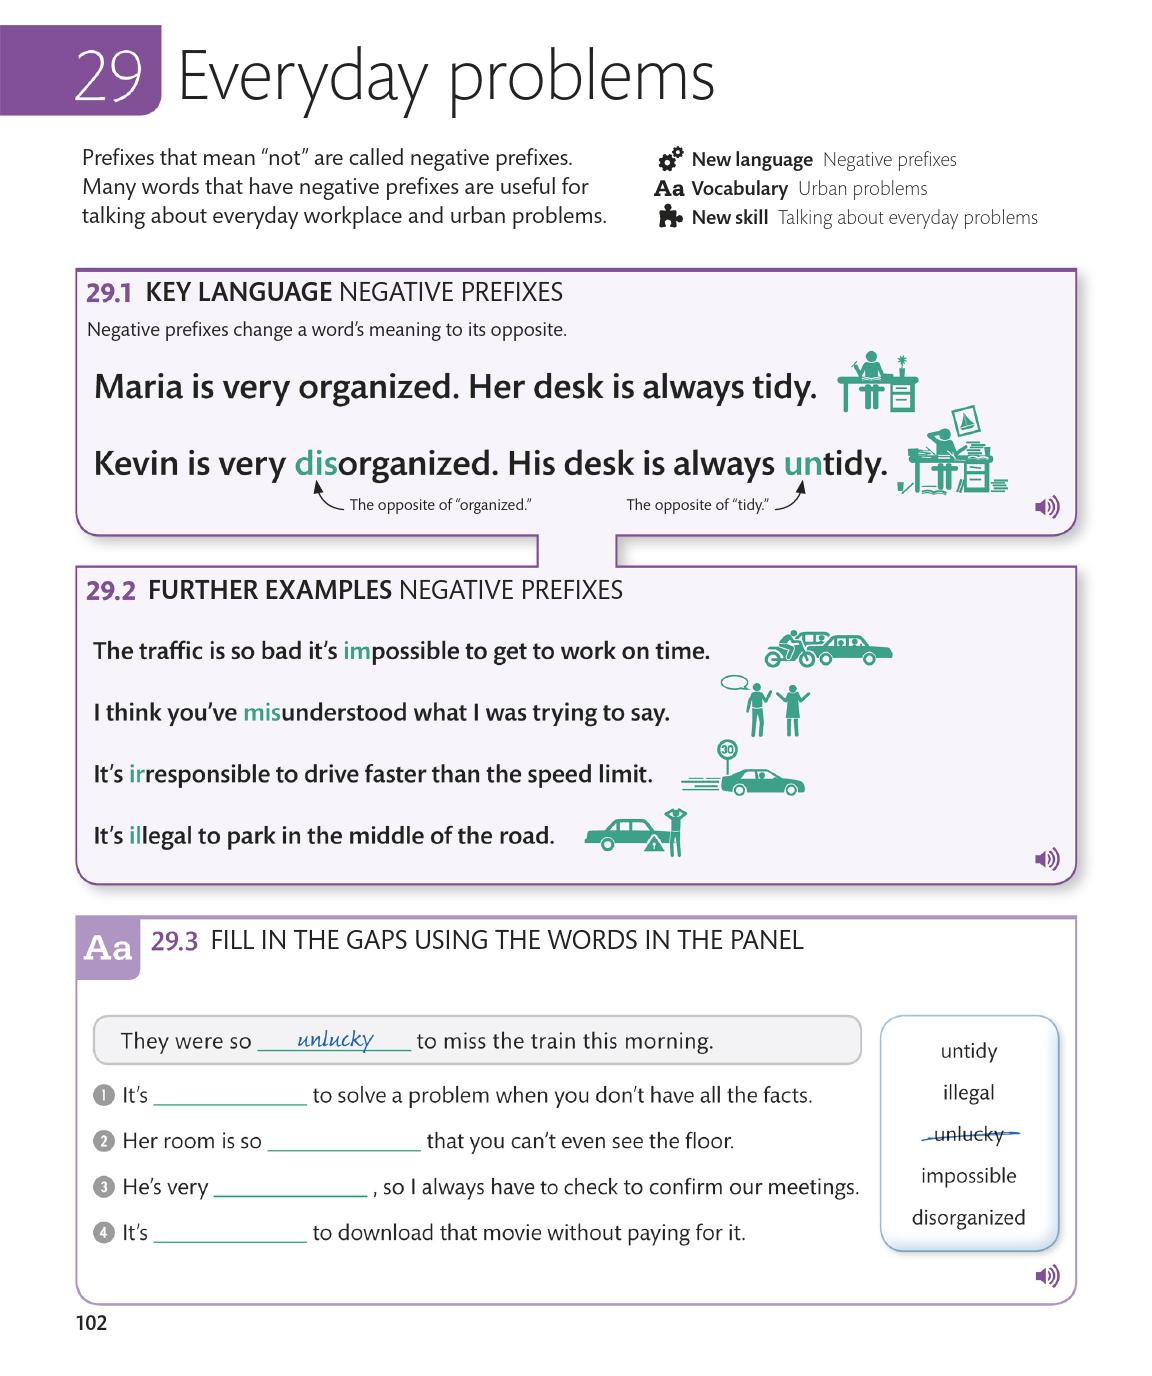 29 Everyday problems
Prefixes that mean “not” are called negative prefixes.
Many words that have negative prefixes are useful for
talking about everyday workplace and urban problems.
New language Negative prefixes
Aa Vocabulary Urban problems
New skill Talking about everyday problems
29.1 KEY LANGUAGE NEGATIVE PREFIXES
Negative prefixes change a word’s meaning to its opposite.
Maria is very organized. Her desk is always tidy.
Kevin is very disorganized. His desk is always untidy.
The opposite of “organized.”
The opposite of “tidy.”
29.2 FURTHER EXAMPLES NEGATIVE PREFIXES
The traffic is so bad it’s impossible to get to work on time.
I think you’ve misunderstood what I was trying to say.
30
It’s irresponsible to drive faster than the speed limit.
It’s illegal to park in the middle of the road.
Aa 29.3 FILL IN THE GAPS USING THE WORDS IN THE PANEL
They were so unlucky to miss the train this morning.
1 It’s ____________ to solve a problem when you don’t have all the facts.
2 Her room is so ____________ that you can’t even see the floor.
3 He’s very ____________ , so I always have to check to confirm our meetings.
4 It’s ____________ to download that movie without paying for it.
untidy
illegal
unlucky
impossible
disorganized
102